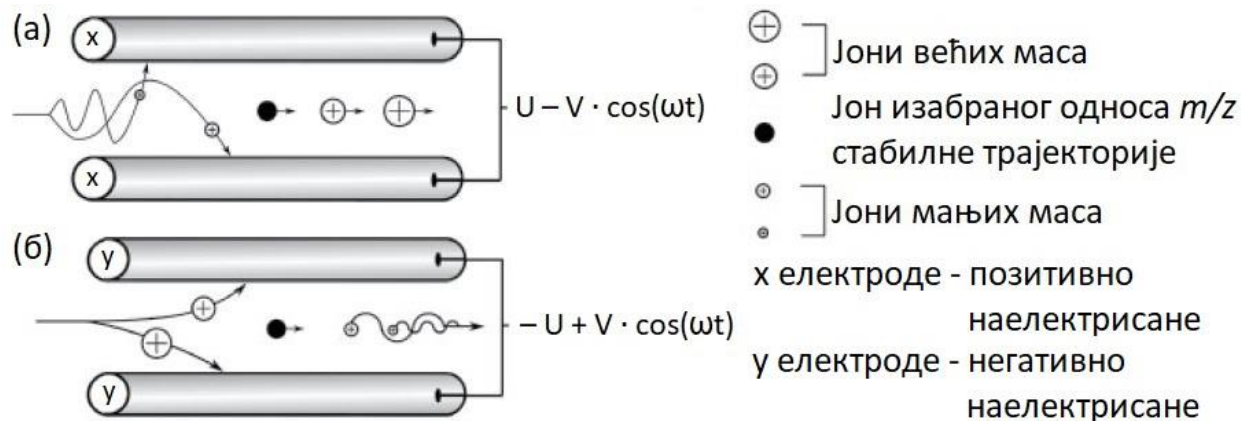 (а)
x
x
U – V · cos(ωt)
(б)
y
y
– U + V · cos(ωt)
Јони већих маса
Јон изабраног односа m/z
стабилне трајекторије
Јони мањих маса
x електроде - позитивно
наелектрисане
y електроде - негативно
наелектрисане